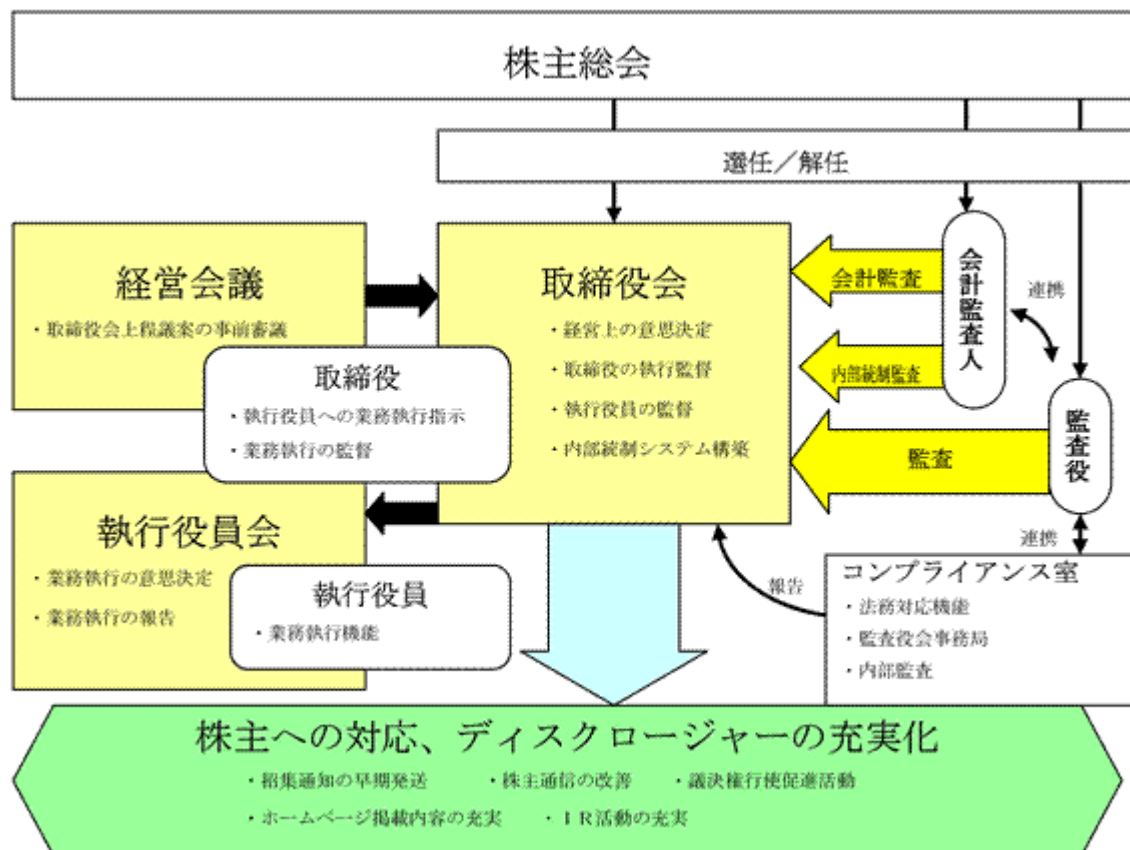 株主総会
選任／解任
経営会議
・取締役会上程議案の事前審議
取締役
・執行役員への業務執行指示
・業務執行の監督
取締役会
・経営上の意思決定
・取締役の執行監督
・執行役員の監督
・内部統制システム構築
会計監査
内部統制監査
監査
会計監査人
連携
監査役
連携
執行役員会
・業務執行の意思決定
・業務執行の報告
執行役員
・業務執行機能
報告
コンプライアンス室
・法務対応機能
・監査役会事務局
・内部監査
株主への対応、ディスクロージャーの充実化
・招集通知の早期発送　・株主通信の改善　・議決権行使促進活動
・ホームページ掲載内容の充実　・ＩＲ活動の充実